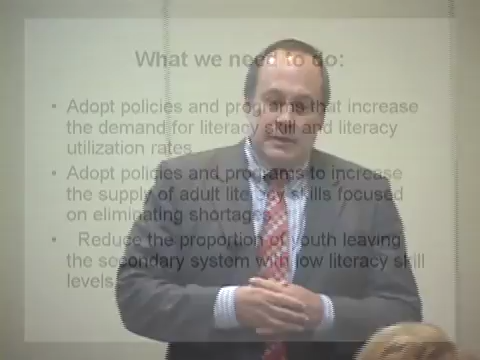 What we need to do:
• Adopt policies and programs that increase
the demand for literacy skill and literacy
utilization rates
• Adopt policies and programs to increase
the supply of adult literacy skills focused
on eliminating shortages
• Reduce the proportion of youth leaving
the secondary system with low literacy skill
levels